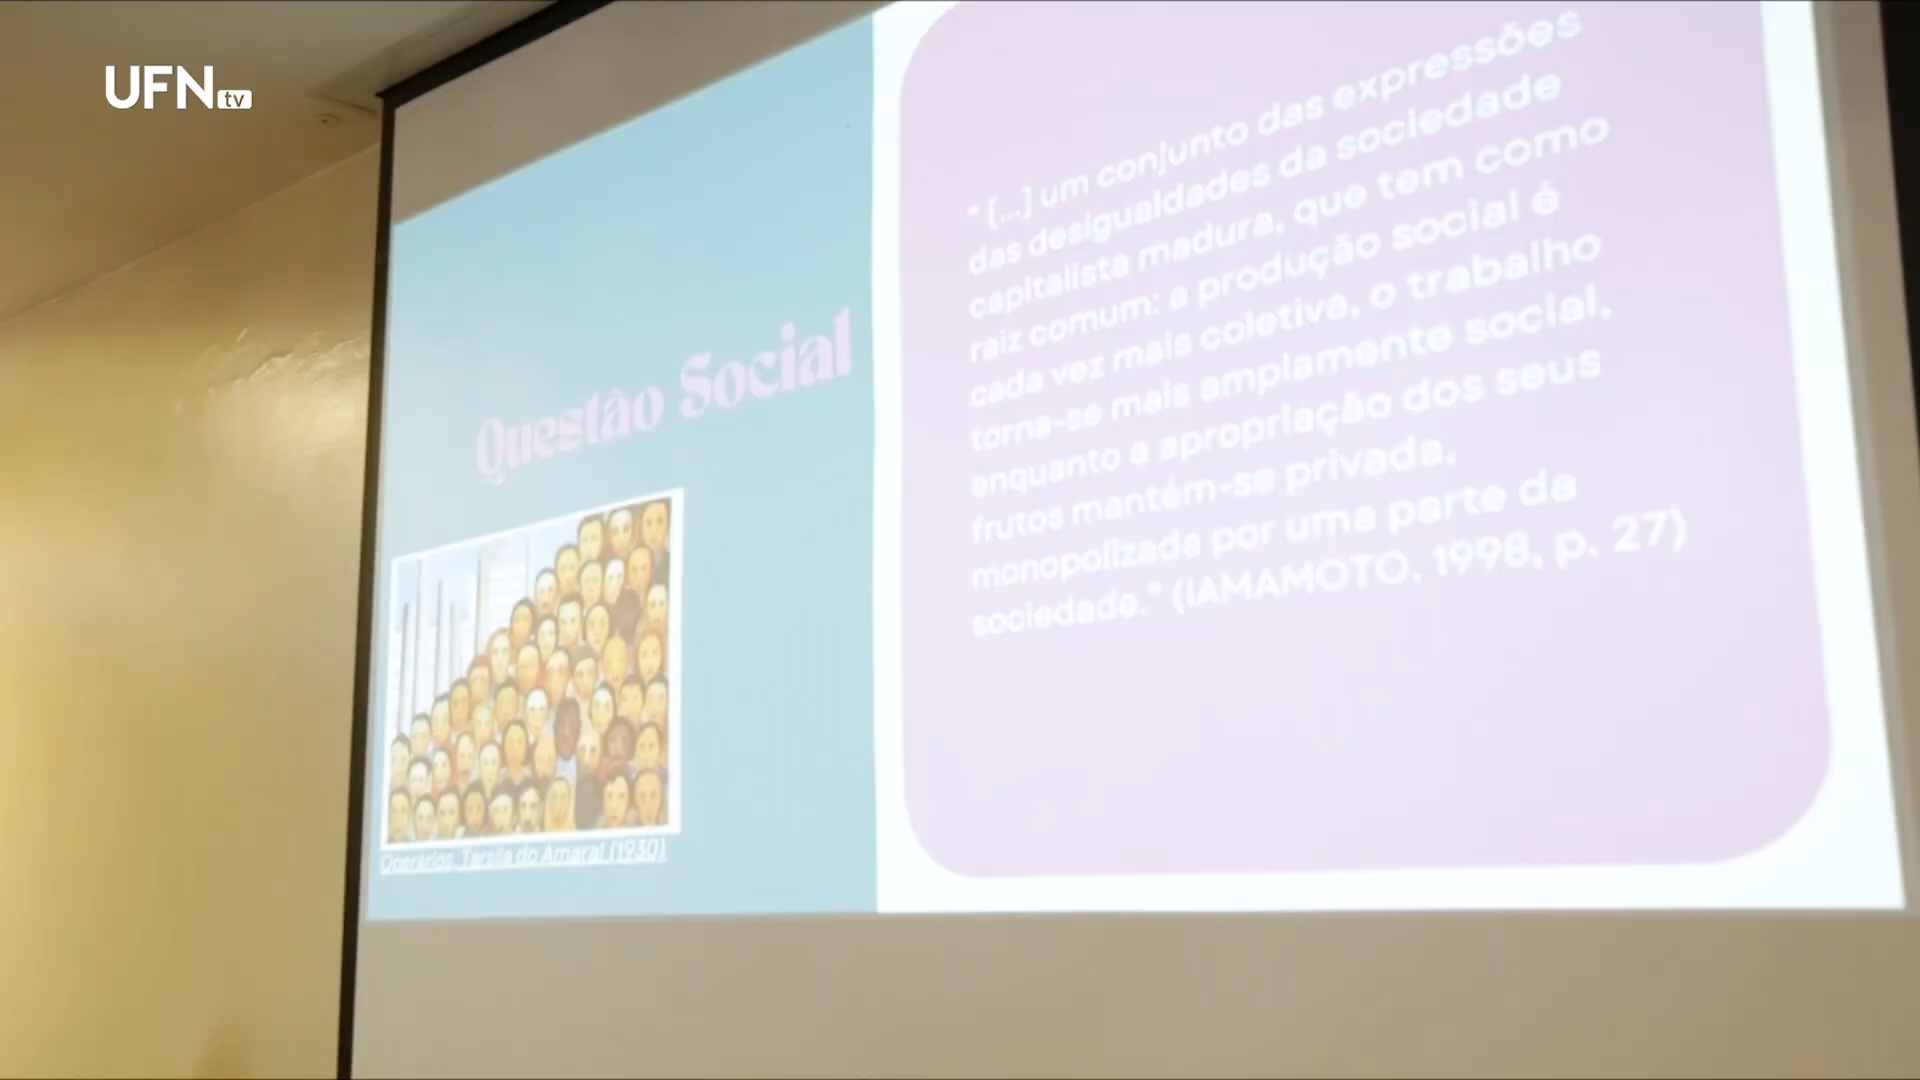 UFN tv
Questão Social
Operários, Tarsila do Amaral (1930)
" [...] um conjunto das expressões
das desigualdades da sociedade
capitalista madura, que tem como
raiz comum: a produção social é
cada vez mais coletiva, o trabalho
torna-se mais amplamente social,
enquanto a apropriação dos seus
frutos mantém-se privada,
monopolizada por uma parte da
sociedade." (IAMAMOTO, 1998, p. 27)